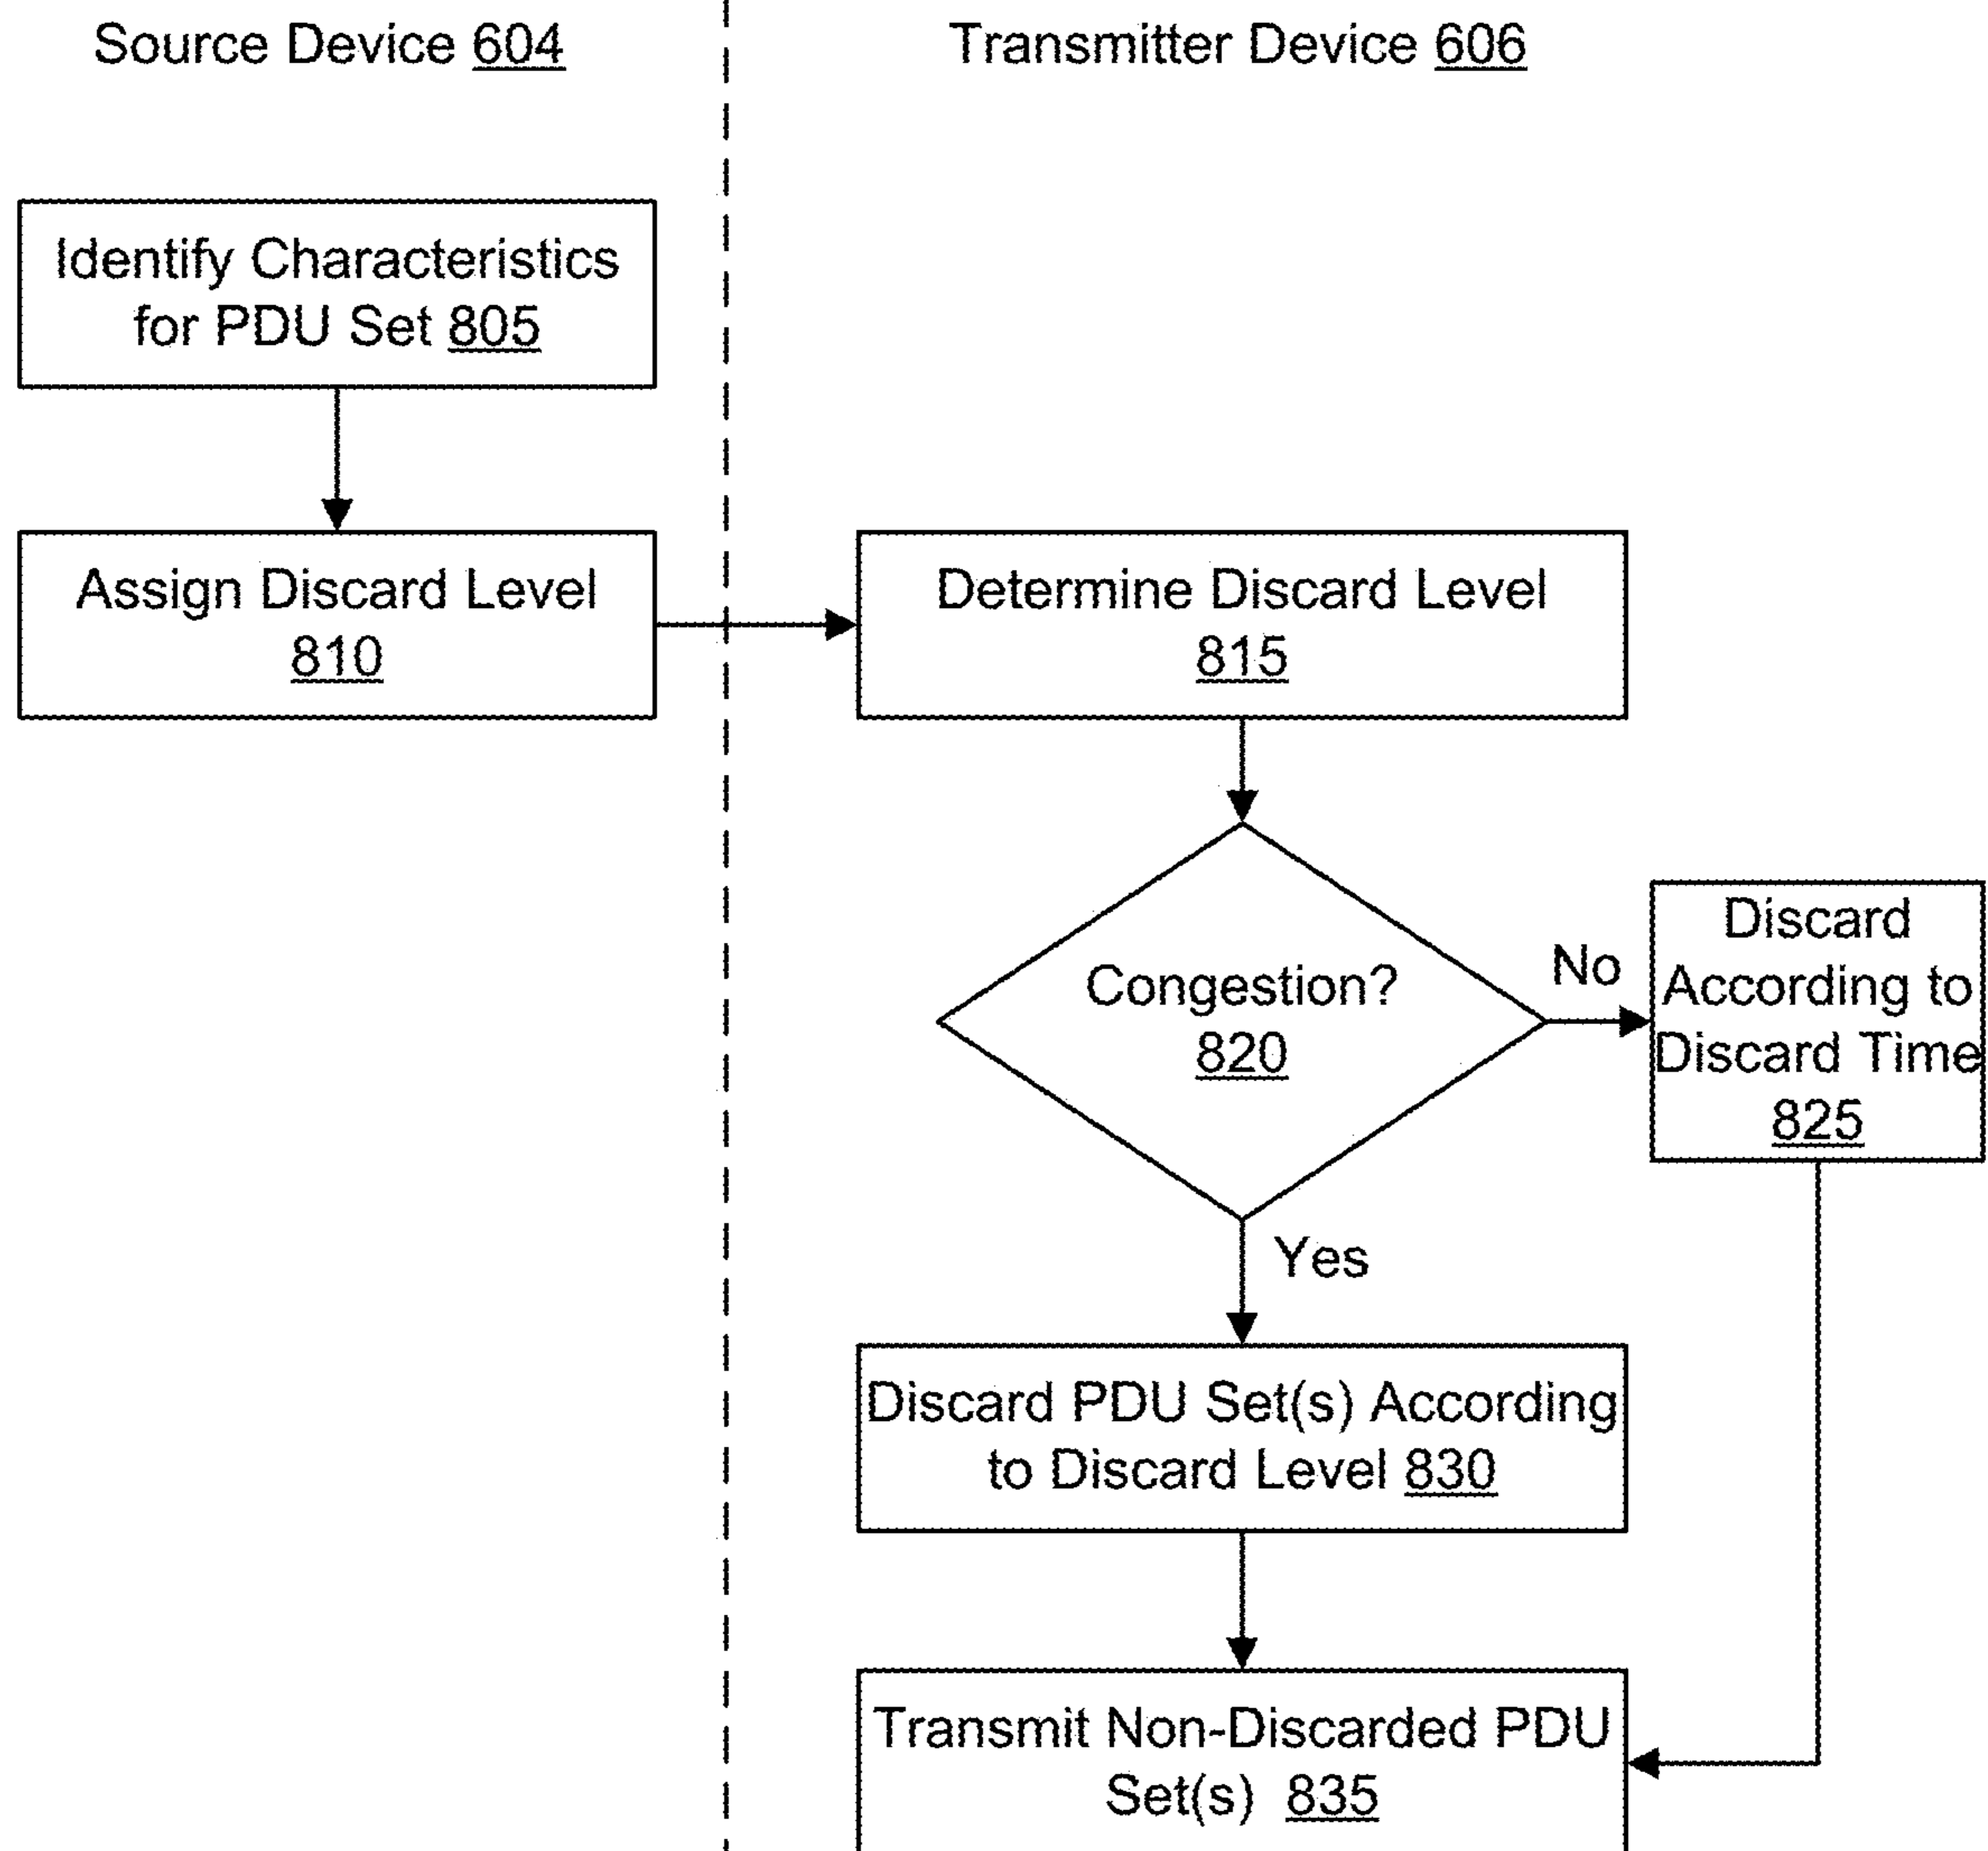 Source Device 604
Transmitter Device 606
Identify Characteristics
for PDU Set 805
Assign Discard Level
810
Determine Discard Level
815
Congestion?
820
No
Discard
According to
Discard Time
825
Yes
Discard PDU Set(s) According
to Discard Level 830
Transmit Non-Discarded PDU
Set(s) 835